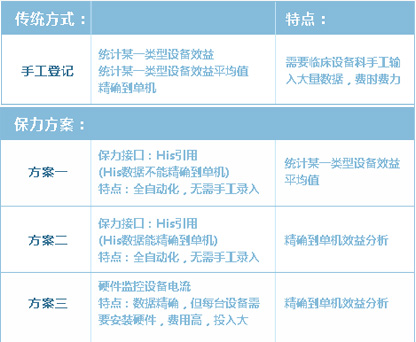 传统方式：
特点：
手工登记
统计某一类型设备效益
统计某一类型设备效益平均值
精确到单机
需要临床设备科手工输
入大量数据，费时费力
保力方案：
方案一
保力接口：His引用
(His数据不能精确到单机)
特点：全自动化，无需手工录入
统计某一类型设备效益
平均值
方案二
保力接口：His引用
(His数据能精确到单机)
特点：全自动化，无需手工录入
精确到单机效益分析
方案三
硬件监控设备电流
特点：数据精确，但每台设备需
要安装硬件，费用高，投入大
精确到单机效益分析